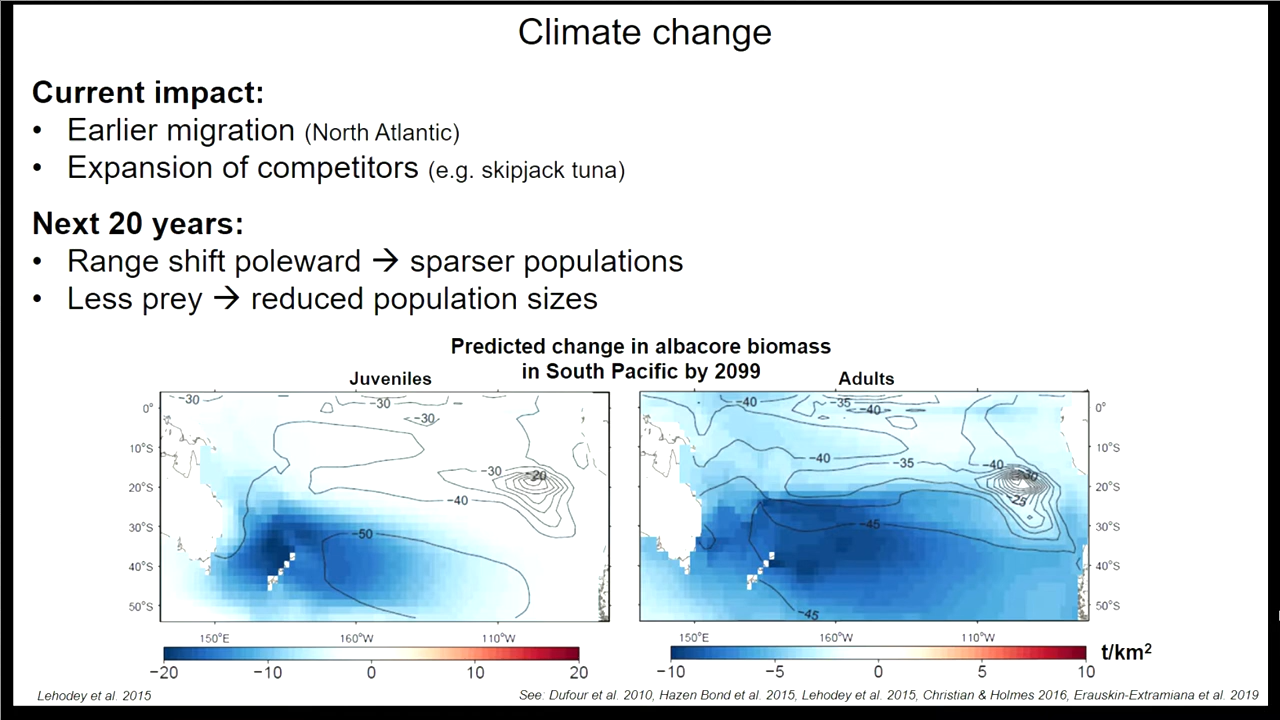 Climate change
Current impact:
• Earlier migration (North Atlantic)
• Expansion of competitors (e.g. skipjack tuna)
Next 20 years:
• Range shift poleward → sparser populations
• Less prey → reduced population sizes
Predicted change in albacore biomass
in South Pacific by 2099
Juveniles
Adults
−30
−30
−30
−30
−20
−40
−50
0°
10°S
20°S
30°S
40°S
50°S
150°E 160°W 110°W
−20 −10 0 10 20
−40
−35
−40
−40
−35
−40
−30
−25
−45
−45
0°
10°S
20°S
30°S
40°S
50°S
150°E 160°W 110°W
−10 −5 0 5 10
t/km²
Lehodey et al. 2015
See: Dufour et al. 2010, Hazen Bond et al. 2015, Lehodey et al. 2015, Christian & Holmes 2016, Erauskin-Extramiana et al. 2019